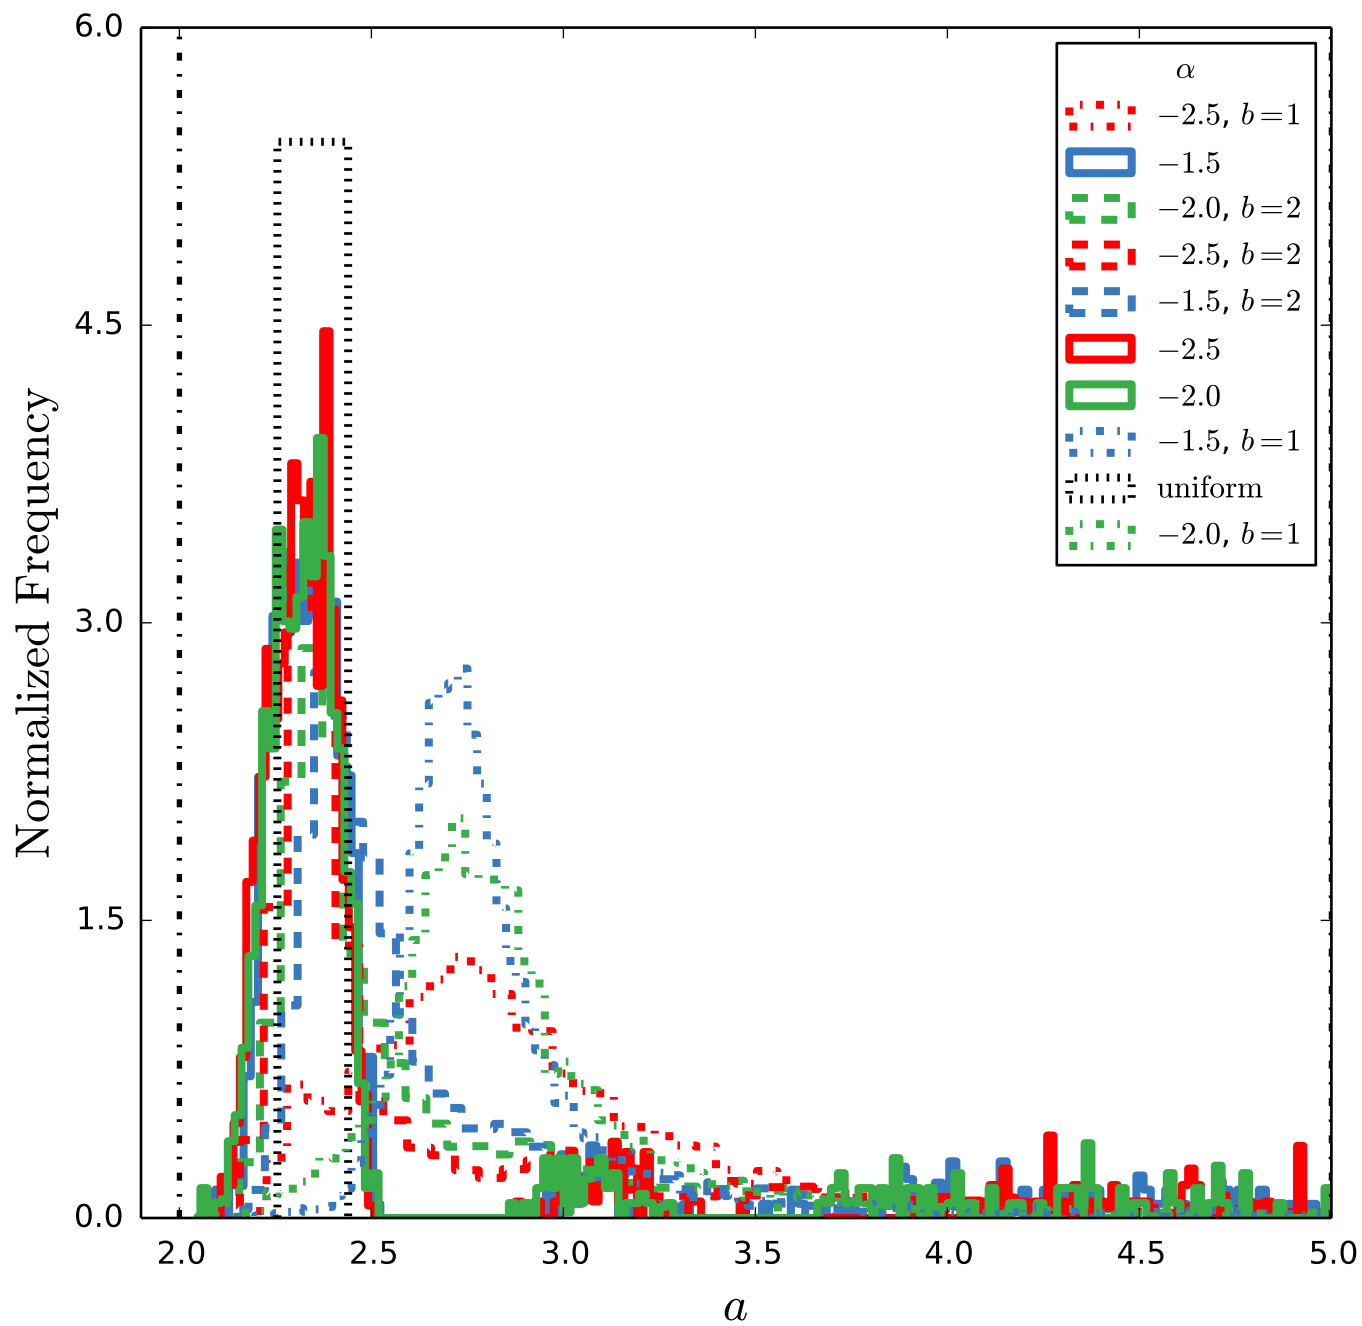 6.0
4.5
3.0
1.5
0.0
Normalized Frequency
α
−2.5, b=1
−1.5
−2.0, b=2
−2.5, b=2
−1.5, b=2
−2.5
−2.0
−1.5, b=1
uniform
−2.0, b=1
2.0 2.5 3.0 3.5 4.0 4.5 5.0
a